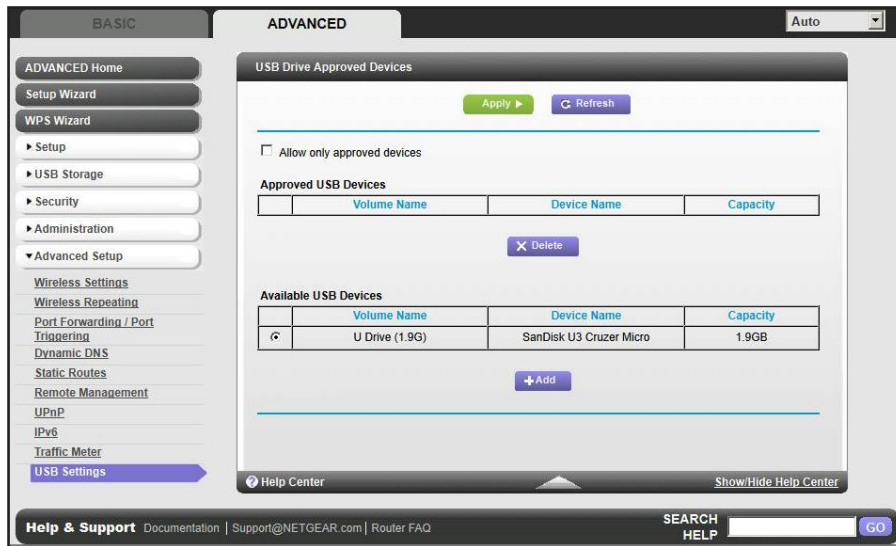 BASIC
ADVANCED
Auto
ADVANCED Home
Setup Wizard
WPS Wizard
Setup
USB Storage
Security
Administration
Advanced Setup
Wireless Settings
Wireless Repeating
Port Forwarding / Port
Triggering
Dynamic DNS
Static Routes
Remote Management
UPnP
IPv6
Traffic Meter
USB Settings
USB Drive Approved Devices
Apply
Refresh
Allow only approved devices
Approved USB Devices
Volume Name Device Name Capacity
X Delete
Available USB Devices
Volume Name Device Name Capacity
U Drive (1.9G) SanDisk U3 Cruzer Micro 1.9GB
+Add
? Help Center
Show/Hide Help Center
Help & Support Documentation | Support@NETGEAR.com | Router FAQ
SEARCH
HELP
GO